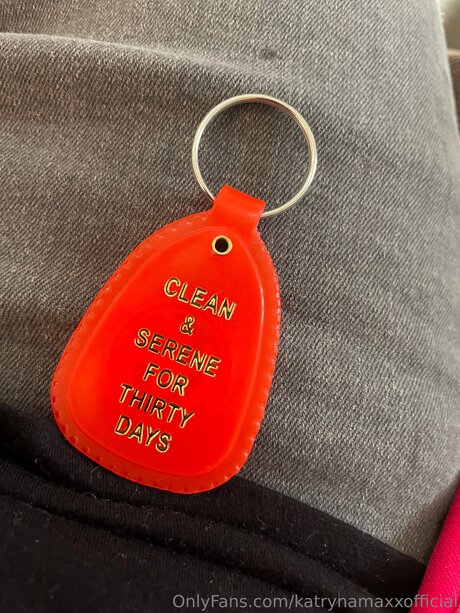 CLEAN
&
SERENE
FOR
THIRTY
DAYS
OnlyFans.com/katrynamaxxofficial